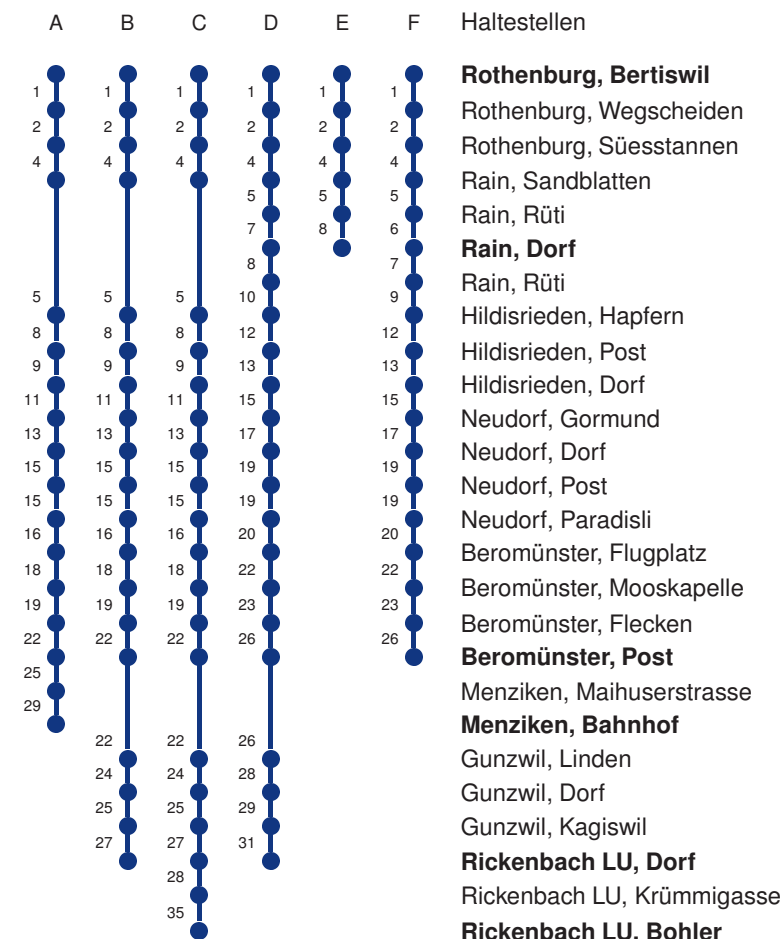 A B C D E F Haltestellen
Rothenburg, Bertiswil
1 1 1 1 1 1
Rothenburg, Wegscheiden
2 2 2 2 2 2
Rothenburg, Süesstannen
4 4 4 4 4 4
Rain, Sandblatten
5 5 5
Rain, Rüti
7 8 6
Rain, Dorf
8 7
Rain, Rüti
5 5 5 10 9
Hildisrieden, Hapfern
8 8 8 12 12
Hildisrieden, Post
9 9 9 13 13
Hildisrieden, Dorf
11 11 11 15 15
Neudorf, Gormund
13 13 13 17 17
Neudorf, Dorf
15 15 15 19 19
Neudorf, Post
15 15 15 19 19
Neudorf, Paradisli
16 16 16 20 20
Beromünster, Flugplatz
18 18 18 22 22
Beromünster, Mooskapelle
19 19 19 23 23
Beromünster, Flecken
22 22 22 26 26
Beromünster, Post
25
Menziken, Maihuserstrasse
29
Menziken, Bahnhof
22 22 26
Gunzwil, Linden
24 24 28
Gunzwil, Dorf
25 25 29
Gunzwil, Kagiswil
27 27 31
Rickenbach LU, Dorf
28
Rickenbach LU, Krümmigasse
35
Rickenbach LU, Bohler